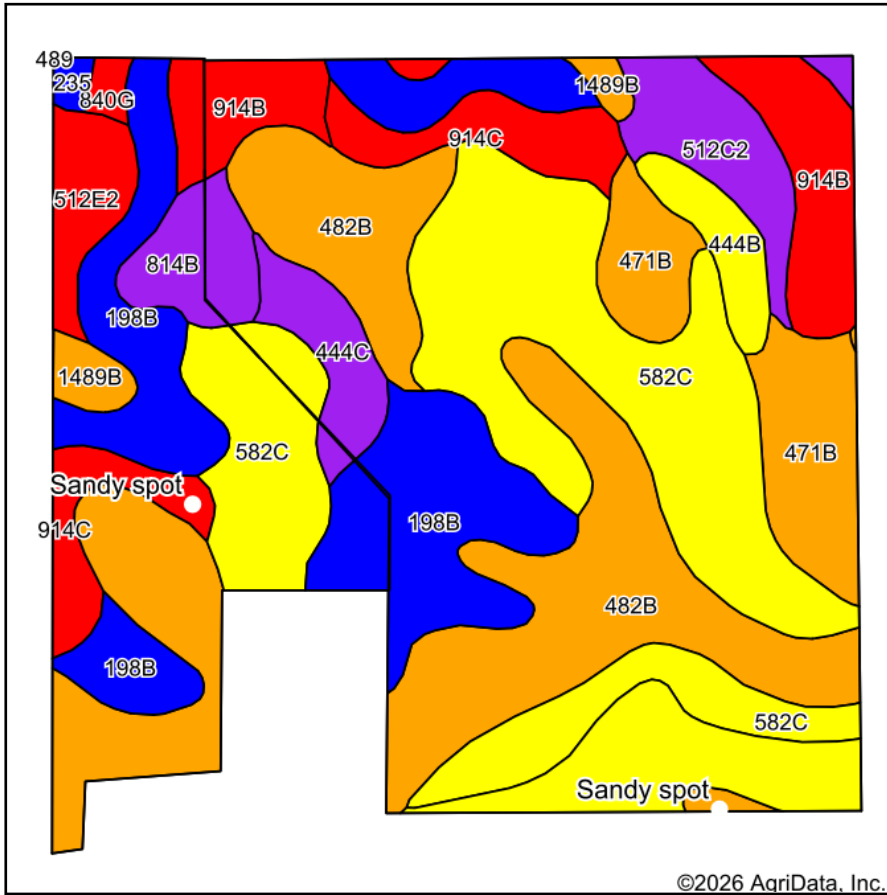 489
235
840G
914B
1489B
914C
512C2
914B
512E2
482B
444B
814B
471B
198B
444C
1489B
582C
582C
471B
Sandy spot
914C
198B
482B
198B
582C
Sandy spot
©2026 AgriData, Inc.